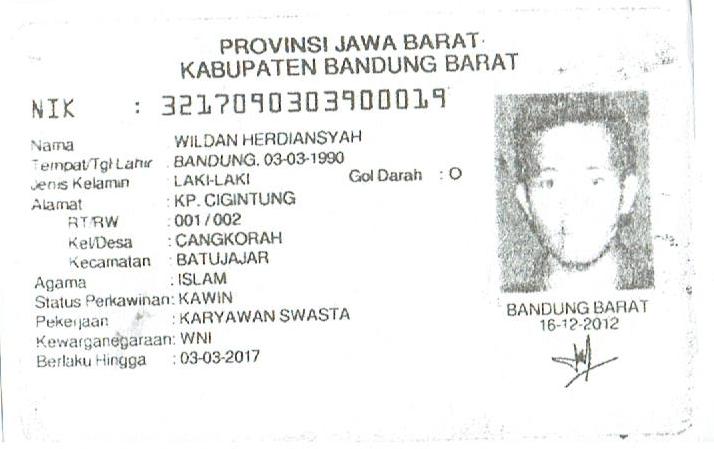 PROVINSI JAWA BARAT
KABUPATEN BANDUNG BARAT
NIK : 3217090303900019
Nama : WILDAN HERDIANSYAH
Tempat/Tgl Lahir : BANDUNG. 03-03-1990
Jenis Kelamin : LAKI-LAKI Gol Darah : O
Alamat : KP. CIGINTUNG
RT/RW : 001 / 002
Kel/Desa : CANGKORAH
Kecamatan : BATUJAJAR
Agama : ISLAM
Status Perkawinan: KAWIN
Pekerjaan : KARYAWAN SWASTA
Kewarganegaraan: WNI
Berlaku Hingga : 03-03-2017
BANDUNG BARAT
16-12-2012